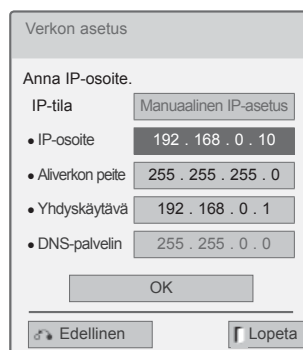 Verkon asetus
Anna IP-osoite.
IP-tila Manuaalinen IP-asetus
• IP-osoite 192 . 168 . 0 . 10
• Aliverkon peite 255 . 255 . 255 . 0
• Yhdyskäytävä 192 . 168 . 0 . 1
• DNS-palvelin 255 . 255 . 0 . 0
OK
Edellinen Lopeta